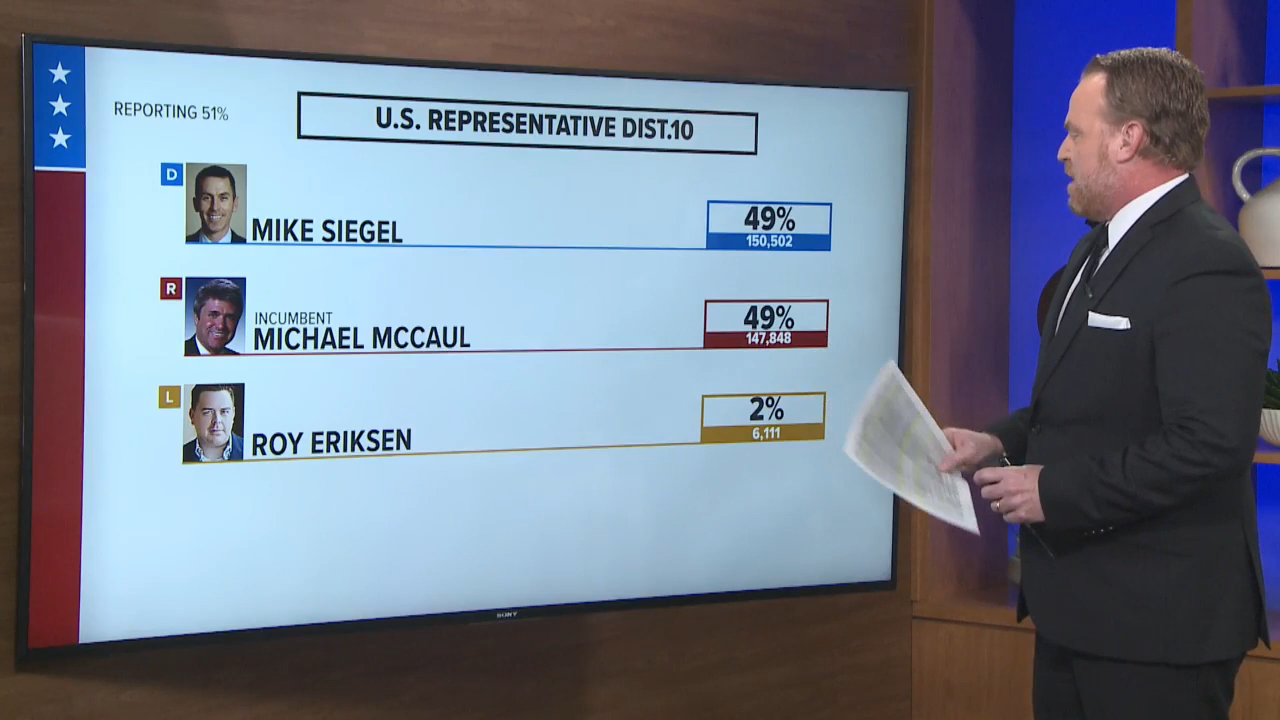 REPORTING 51%
U.S. REPRESENTATIVE DIST.10
D
MIKE SIEGEL
49%
150,502
R
INCUMBENT
MICHAEL MCCAUL
49%
147,848
L
ROY ERIKSEN
2%
6,111
SONY